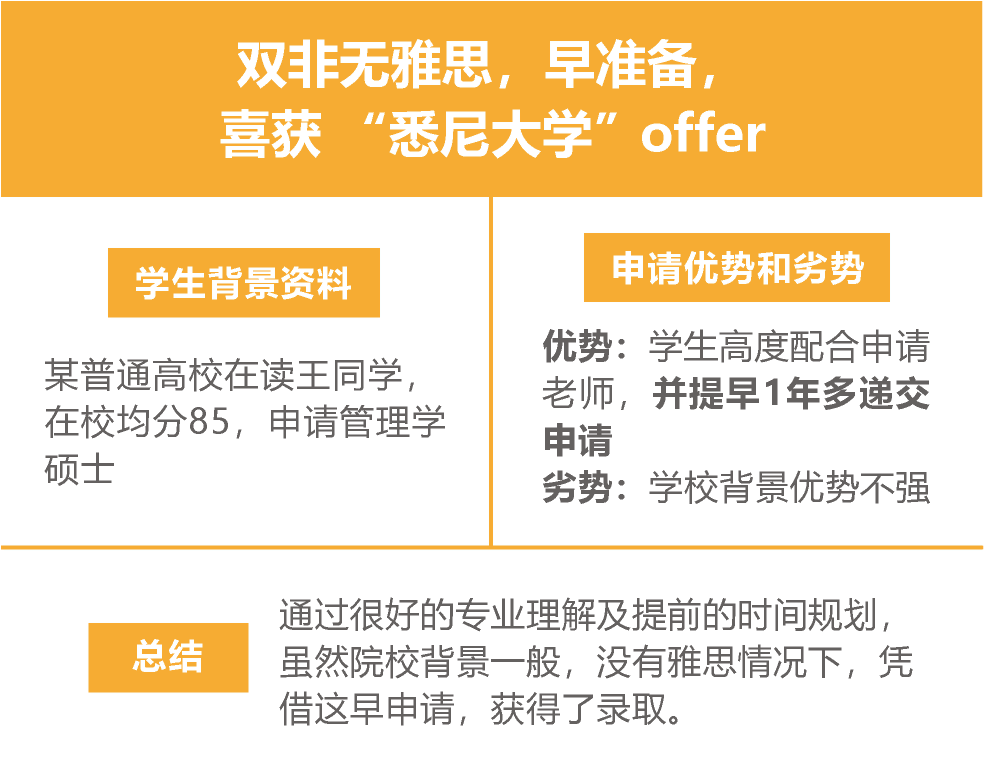 双非无雅思，早准备，
喜获 “悉尼大学”offer
学生背景资料
某普通高校在读王同学，
在校均分85，申请管理学
硕士
申请优势和劣势
优势：学生高度配合申请
老师，并提早1年多递交
申请
劣势：学校背景优势不强
总结
通过很好的专业理解及提前的时间规划，
虽然院校背景一般，没有雅思情况下，凭
借这早申请，获得了录取。